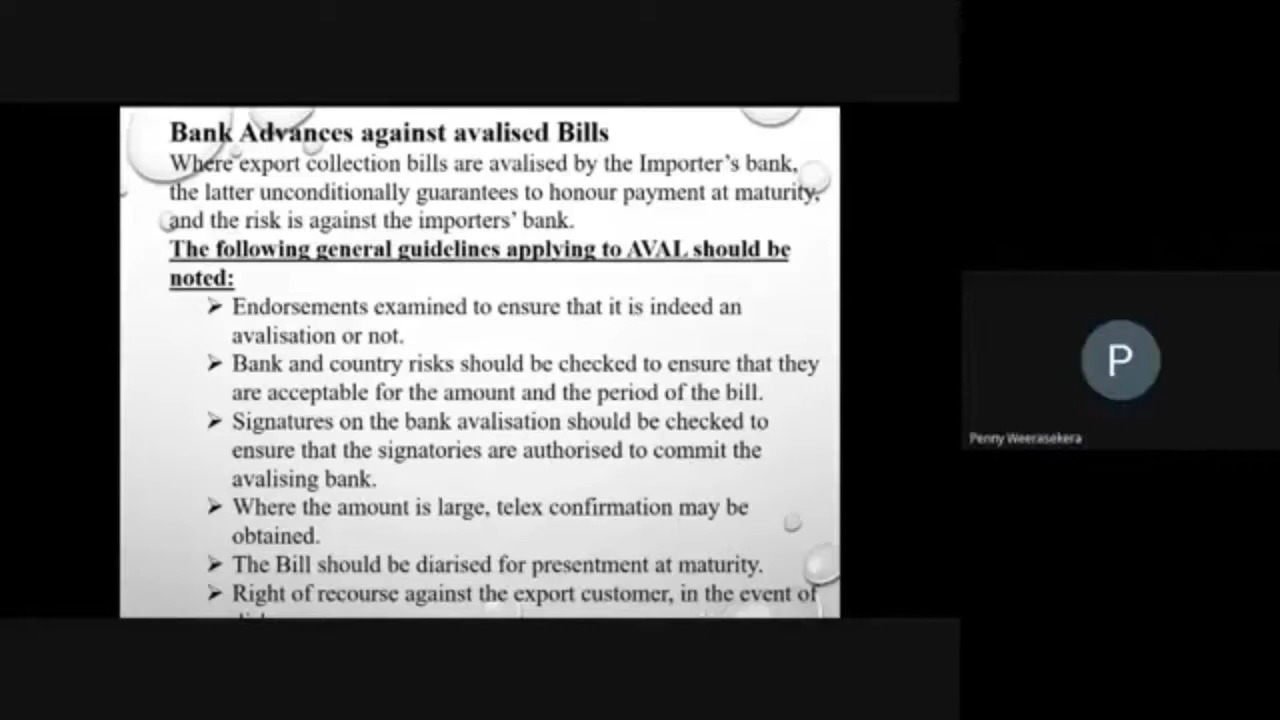 Bank Advances against avalised Bills
Where export collection bills are avalised by the Importer's bank,
the latter unconditionally guarantees to honour payment at maturity,
and the risk is against the importers' bank.
The following general guidelines applying to AVAL should be
noted:
➢ Endorsements examined to ensure that it is indeed an
avalisation or not.
➢ Bank and country risks should be checked to ensure that they
are acceptable for the amount and the period of the bill.
➢ Signatures on the bank avalisation should be checked to
ensure that the signatories are authorised to commit the
avalising bank.
➢ Where the amount is large, telex confirmation may be
obtained.
➢ The Bill should be diarised for presentment at maturity.
➢ Right of recourse against the export customer, in the event of
P
Penny Weerasekera